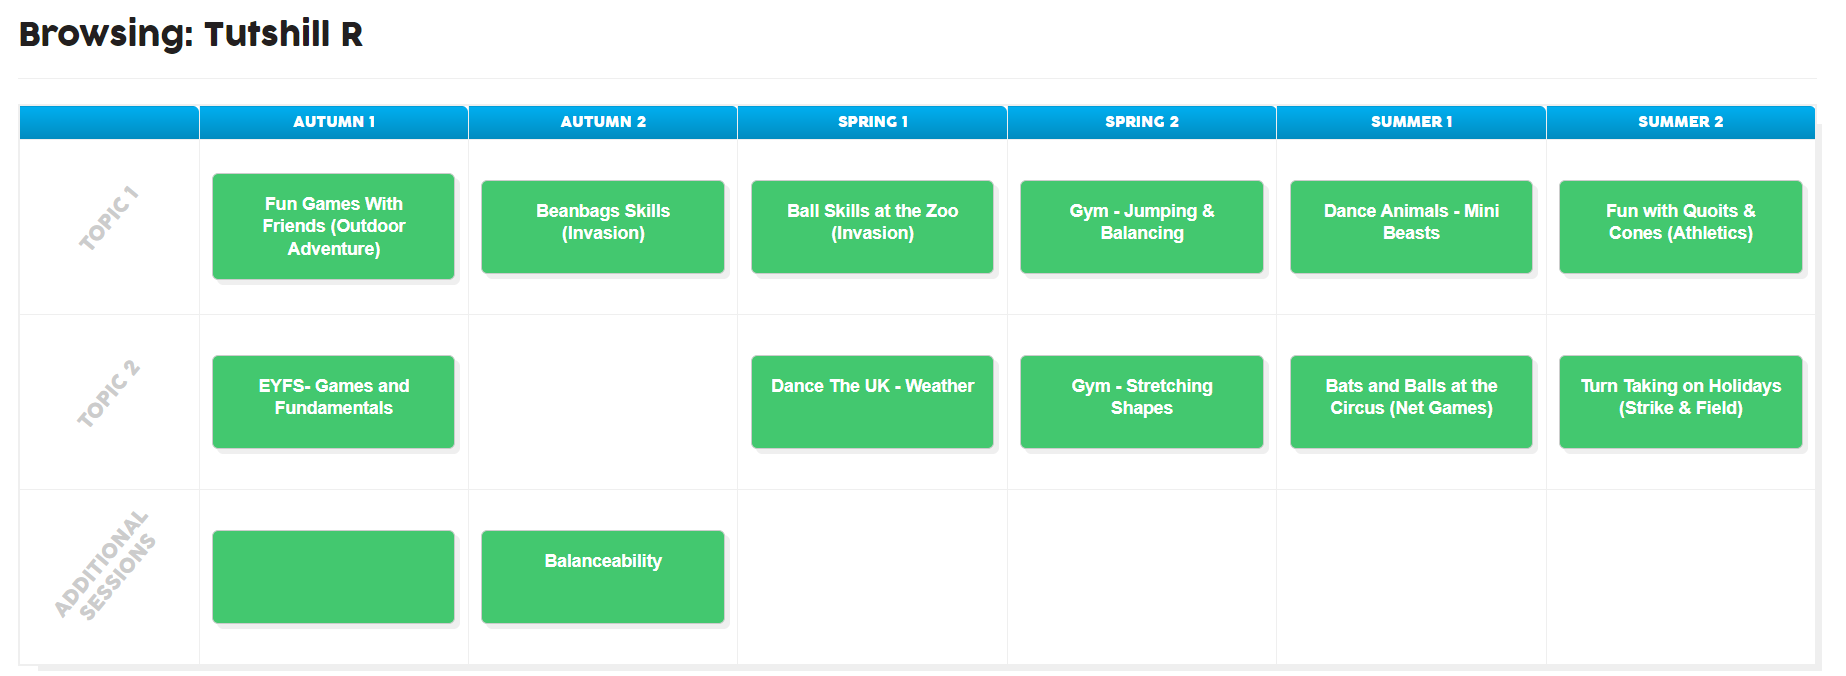 Browsing: Tutshill R
AUTUMN 1
AUTUMN 2
SPRING 1
SPRING 2
SUMMER 1
SUMMER 2
TOPIC 1
Fun Games With
Friends (Outdoor
Adventure)
Beanbags Skills
(Invasion)
Ball Skills at the Zoo
(Invasion)
Gym - Jumping &
Balancing
Dance Animals - Mini
Beasts
Fun with Quoits &
Cones (Athletics)
TOPIC 2
EYFS- Games and
Fundamentals
Dance The UK - Weather
Gym - Stretching
Shapes
Bats and Balls at the
Circus (Net Games)
Turn Taking on Holidays
(Strike & Field)
ADDITIONAL
SESSIONS
Balanceability